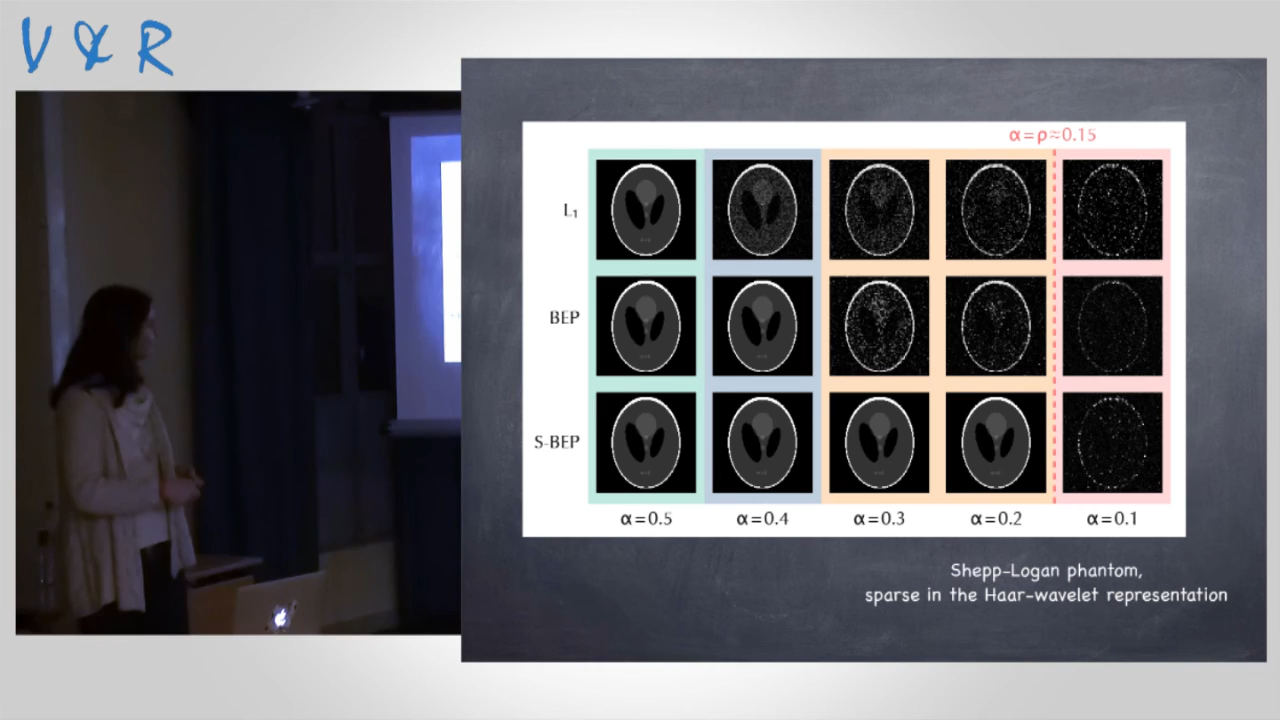 V & R
α=ρ≈0.15
L₁
BEP
S-BEP
α=0.5 α=0.4 α=0.3 α=0.2 α=0.1
Shepp-Logan phantom,
sparse in the Haar-wavelet representation